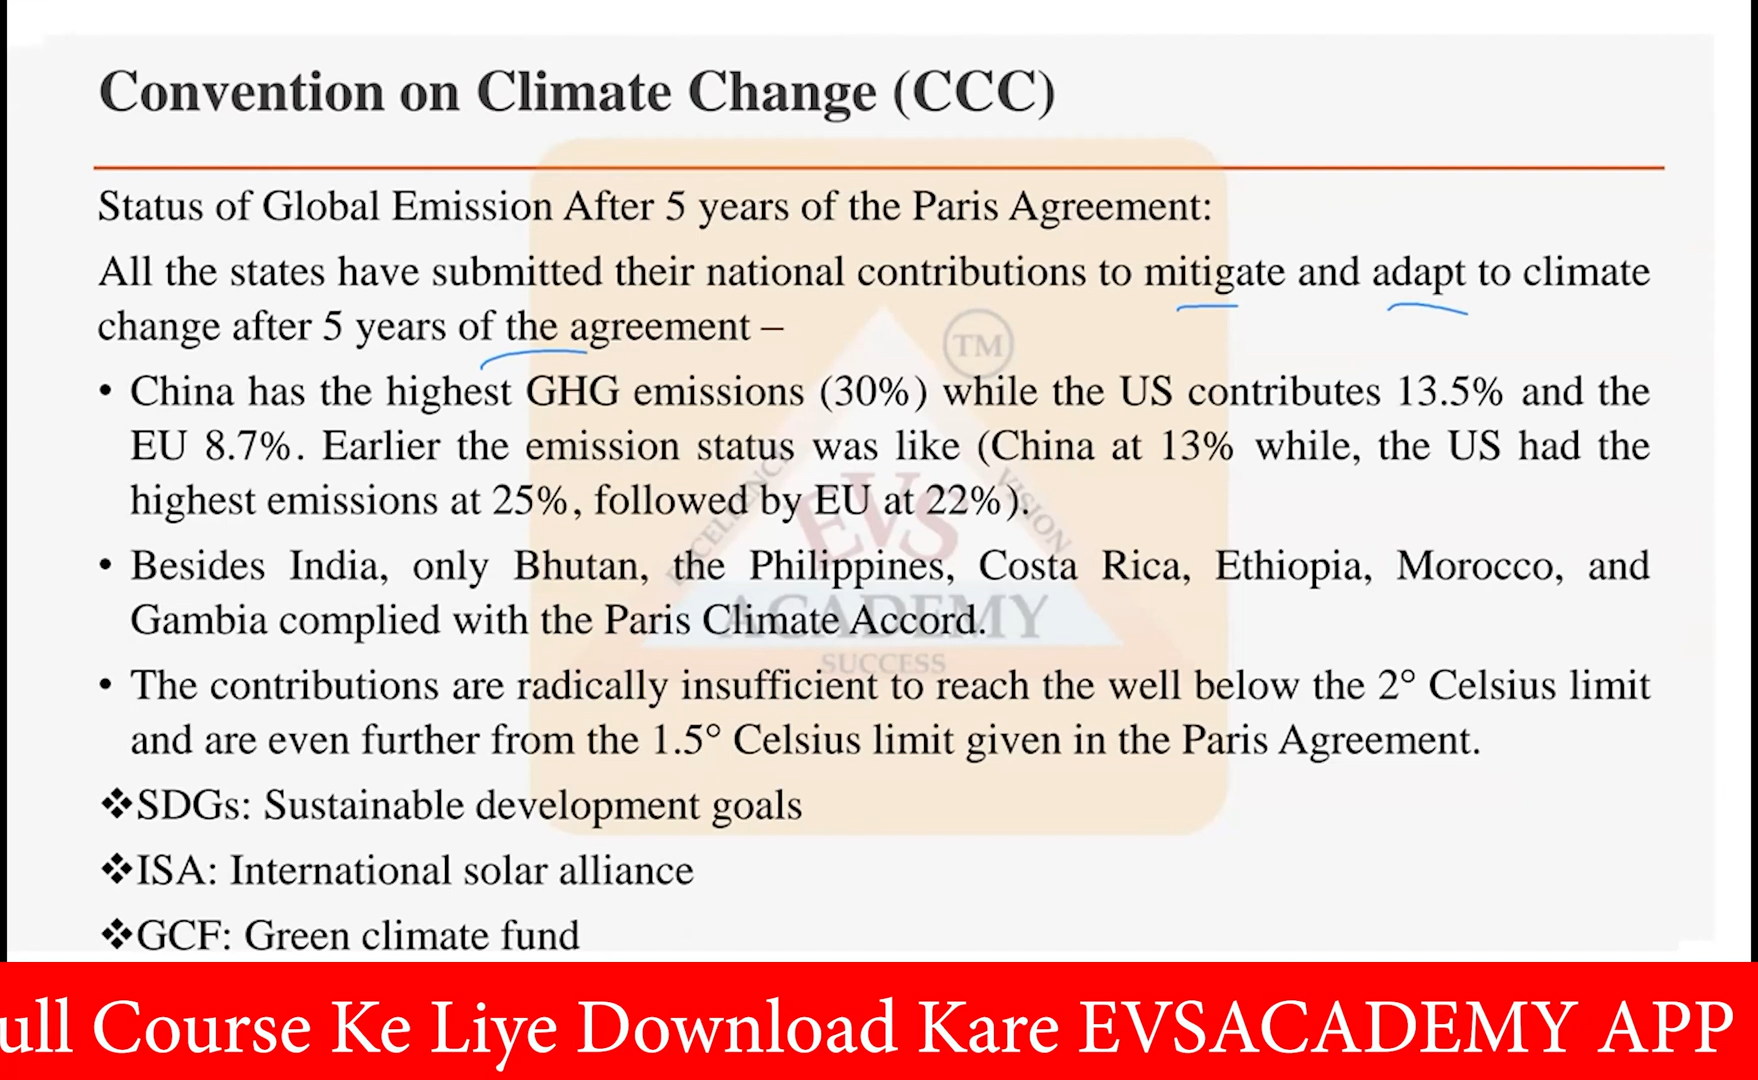 Convention on Climate Change (CCC)
Status of Global Emission After 5 years of the Paris Agreement:
All the states have submitted their national contributions to mitigate and adapt to climate
change after 5 years of the agreement –
• China has the highest GHG emissions (30%) while the US contributes 13.5% and the
EU 8.7%. Earlier the emission status was like (China at 13% while, the US had the
highest emissions at 25%, followed by EU at 22%).
• Besides India, only Bhutan, the Philippines, Costa Rica, Ethiopia, Morocco, and
Gambia complied with the Paris Climate Accord.
• The contributions are radically insufficient to reach the well below the 2° Celsius limit
and are even further from the 1.5° Celsius limit given in the Paris Agreement.
❖SDGs: Sustainable development goals
❖ISA: International solar alliance
❖GCF: Green climate fund
TM
EXCELLENCE
VISION
EVS
ACADEMY
SUCCESS
ull Course Ke Liye Download Kare EVSACADEMY APP